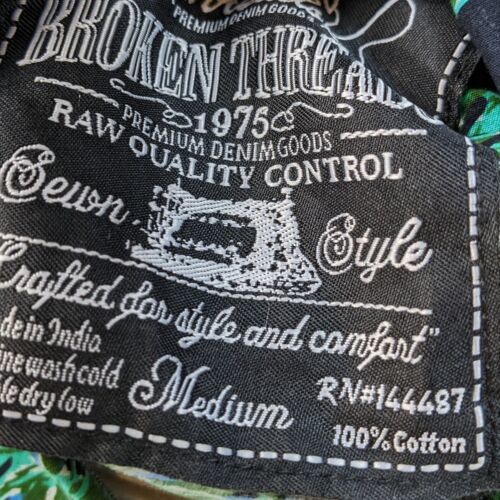 PREMIUM DENIM GOODS
BROKEN THREADS
1975
PREMIUM DENIM GOODS
RAW QUALITY CONTROL
Sewn Style
Crafted for style and comfort"
de in India
ne wash cold
le dry low
Medium
RN#144487
100% Cotton